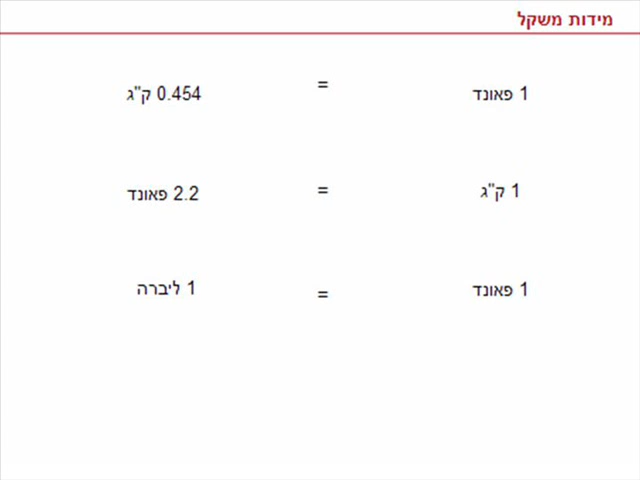 מידות משקל
1 פאונד = 0.454 ק"ג
1 ק"ג = 2.2 פאונד
1 פאונד = 1 ליברה